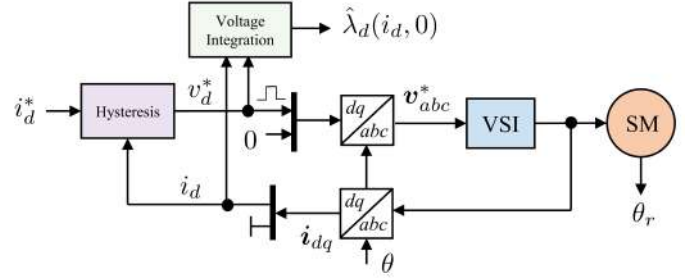 Voltage
Integration
λ̂_d(i_d, 0)
i_d^*
Hysteresis
v_d^*
0
dq
abc
v_abc^*
VSI
SM
i_d
i_dq
dq
abc
θ
θ_r